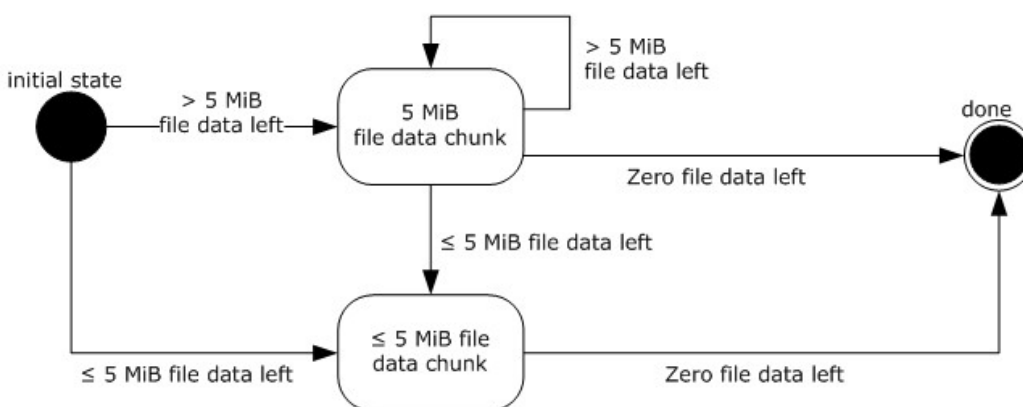 > 5 MiB
file data left
initial state
> 5 MiB
file data left
5 MiB
file data chunk
done
Zero file data left
≤ 5 MiB file data left
≤ 5 MiB file
data chunk
≤ 5 MiB file data left
Zero file data left